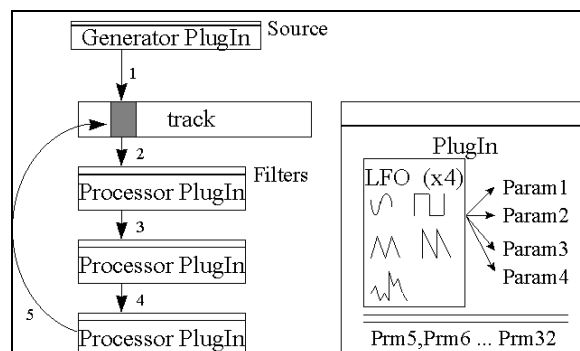 Source
Generator PlugIn
1
track
2
Filters
Processor PlugIn
3
Processor PlugIn
4
5
Processor PlugIn
PlugIn
LFO (x4)
Param1
Param2
Param3
Param4
Prm5,Prm6 ... Prm32